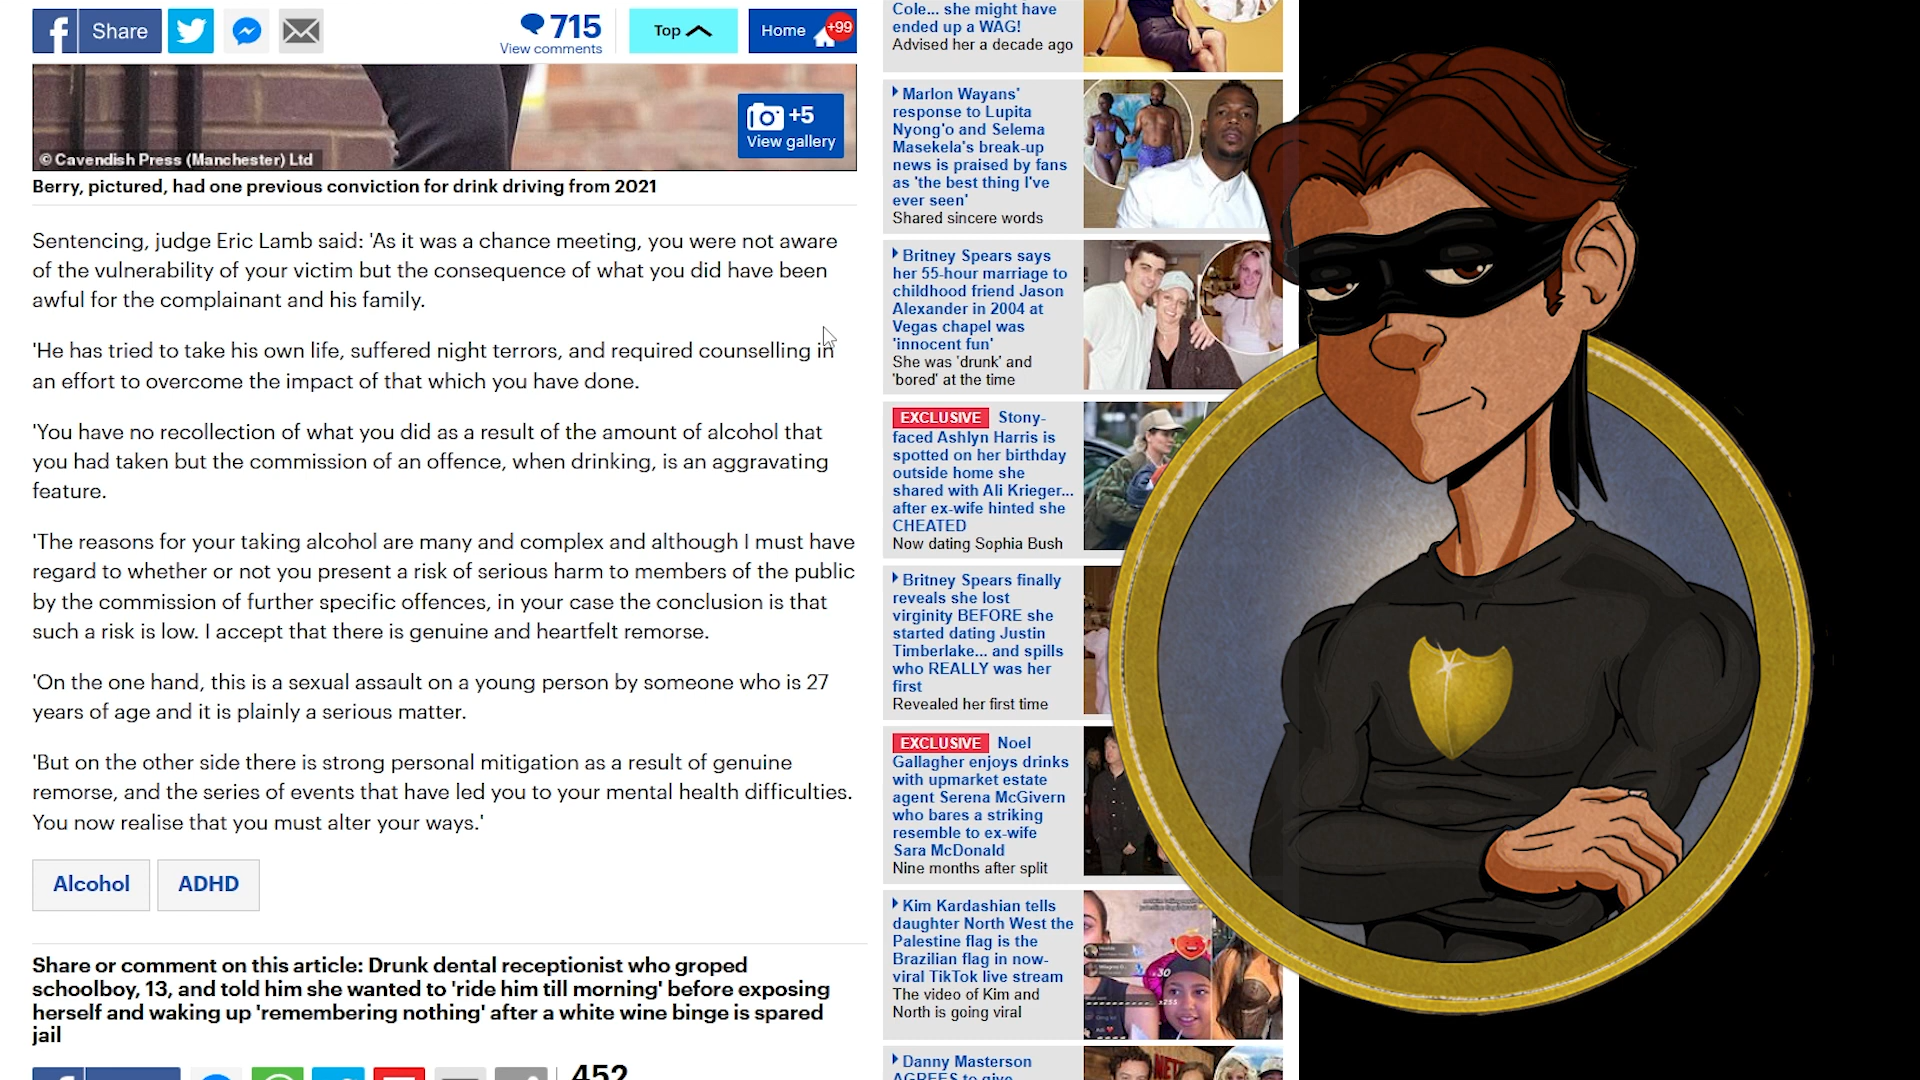 Share
715
View comments
Top
Home
+99
+5
View gallery
© Cavendish Press (Manchester) Ltd
Berry, pictured, had one previous conviction for drink driving from 2021
Sentencing, judge Eric Lamb said: 'As it was a chance meeting, you were not aware
of the vulnerability of your victim but the consequence of what you did have been
awful for the complainant and his family.
'He has tried to take his own life, suffered night terrors, and required counselling in
an effort to overcome the impact of that which you have done.
'You have no recollection of what you did as a result of the amount of alcohol that
you had taken but the commission of an offence, when drinking, is an aggravating
feature.
'The reasons for your taking alcohol are many and complex and although I must have
regard to whether or not you present a risk of serious harm to members of the public
by the commission of further specific offences, in your case the conclusion is that
such a risk is low. I accept that there is genuine and heartfelt remorse.
'On the one hand, this is a sexual assault on a young person by someone who is 27
years of age and it is plainly a serious matter.
'But on the other side there is strong personal mitigation as a result of genuine
remorse, and the series of events that have led you to your mental health difficulties.
You now realise that you must alter your ways.'
Alcohol
ADHD
Share or comment on this article: Drunk dental receptionist who groped
schoolboy, 13, and told him she wanted to 'ride him till morning' before exposing
herself and waking up 'remembering nothing' after a white wine binge is spared
jail
452
Cole... she might have
ended up a WAG!
Advised her a decade ago
Marlon Wayans'
response to Lupita
Nyong'o and Selema
Masekela's break-up
news is praised by fans
as 'the best thing I've
ever seen'
Shared sincere words
Britney Spears says
her 55-hour marriage to
childhood friend Jason
Alexander in 2004 at
Vegas chapel was
'innocent fun'
She was 'drunk' and
'bored' at the time
EXCLUSIVE Stony-
faced Ashlyn Harris is
spotted on her birthday
outside home she
shared with Ali Krieger...
after ex-wife hinted she
CHEATED
Now dating Sophia Bush
Britney Spears finally
reveals she lost
virginity BEFORE she
started dating Justin
Timberlake... and spills
who REALLY was her
first
Revealed her first time
EXCLUSIVE Noel
Gallagher enjoys drinks
with upmarket estate
agent Serena McGivern
who bares a striking
resemble to ex-wife
Sara McDonald
Nine months after split
Kim Kardashian tells
daughter North West the
Palestine flag is the
Brazilian flag in now-
viral TikTok live stream
The video of Kim and
North is going viral
Danny Masterson
AGREES to give